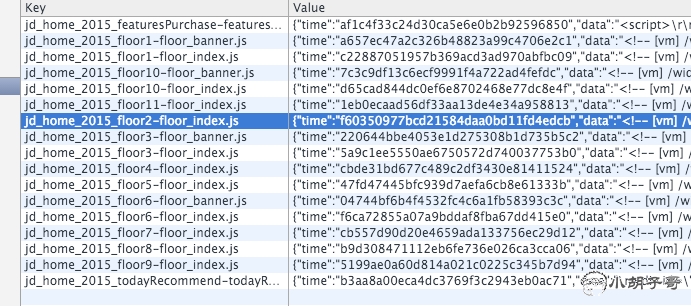 Key Value
jd_home_2015_featuresPurchase-features... {"time":"af1c4f33c24d30ca5e6e0b2b92596850","data":"<script>\r\n
jd_home_2015_floor1-floor_banner.js {"time":"a657ec47a2c326b48823a99c4706e2c1","data":"<!-- [vm] /w
jd_home_2015_floor1-floor_index.js {"time":"c22887051957b369acd3ad970abfbc09","data":"<!-- [vm] /w
jd_home_2015_floor10-floor_banner.js {"time":"7c3c9df13c6ecf9991f4a722ad4fefdc","data":"<!-- [vm] /wid
jd_home_2015_floor10-floor_index.js {"time":"d65cad844dc0ef6e8702468e77dc8e4f","data":"<!-- [vm] /w
jd_home_2015_floor11-floor_index.js {"time":"1eb0ecaad56df33aa13de4e34a958813","data":"<!-- [vm] /w
jd_home_2015_floor2-floor_index.js {"time":"f60350977bcd21584daa0bd11fd4edcb","data":"<!-- [vm] /w
jd_home_2015_floor3-floor_banner.js {"time":"220644bbe4053e1d275308b1d735b5c2","data":"<!-- [vm] /w
jd_home_2015_floor3-floor_index.js {"time":"5a9c1ee5550ae6750572d740037753b0","data":"<!-- [vm] /w
jd_home_2015_floor4-floor_index.js {"time":"cbde31bd677c489c2df3430e81411524","data":"<!-- [vm] /w
jd_home_2015_floor5-floor_index.js {"time":"47fd47445bfc939d7aefa6cb8e61333b","data":"<!-- [vm] /w
jd_home_2015_floor6-floor_banner.js {"time":"04744bf6b4f4532fc4c6a1fb58393c3c","data":"<!-- [vm] /w
jd_home_2015_floor6-floor_index.js {"time":"f6ca72855a07a9bddaf8fba67dd415e0","data":"<!-- [vm] /w
jd_home_2015_floor7-floor_index.js {"time":"cb557d90d20e4659ada133756ec29d12","data":"<!-- [vm] /w
jd_home_2015_floor8-floor_index.js {"time":"b9d308471112eb6fe736e026ca3cca06","data":"<!-- [vm] /w
jd_home_2015_floor9-floor_index.js {"time":"5199ae0a60d814a021c0225c345b7d94","data":"<!-- [vm] /w
jd_home_2015_todayRecommend-todayR... {"time":"b3aa8a00eca4dc3769f3c2943eb0ac71","
小胡子哥